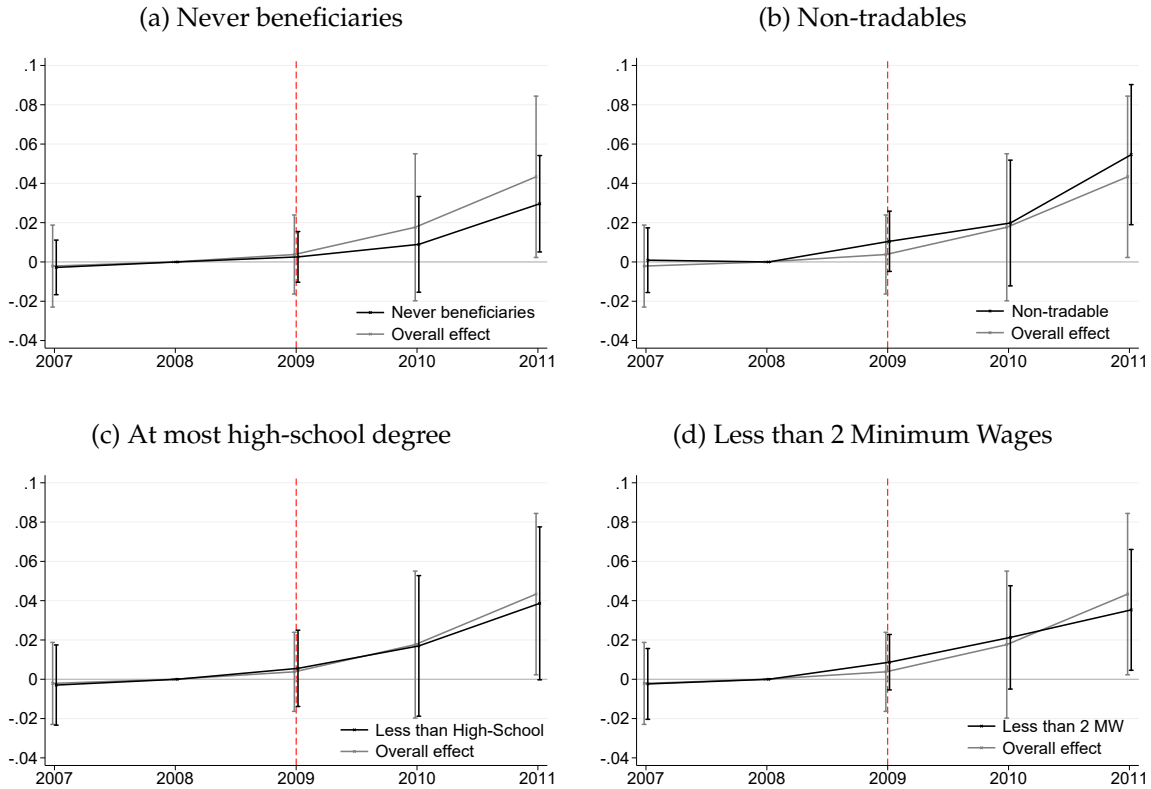 (a) Never beneficiaries
.1
.08
.06
.04
.02
0
-.02
-.04
Never beneficiaries
Overall effect
2007 2008 2009 2010 2011
(b) Non-tradables
.1
.08
.06
.04
.02
0
-.02
-.04
Non-tradable
Overall effect
2007 2008 2009 2010 2011
(c) At most high-school degree
.1
.08
.06
.04
.02
0
-.02
-.04
Less than High-School
Overall effect
2007 2008 2009 2010 2011
(d) Less than 2 Minimum Wages
.1
.08
.06
.04
.02
0
-.02
-.04
Less than 2 MW
Overall effect
2007 2008 2009 2010 2011